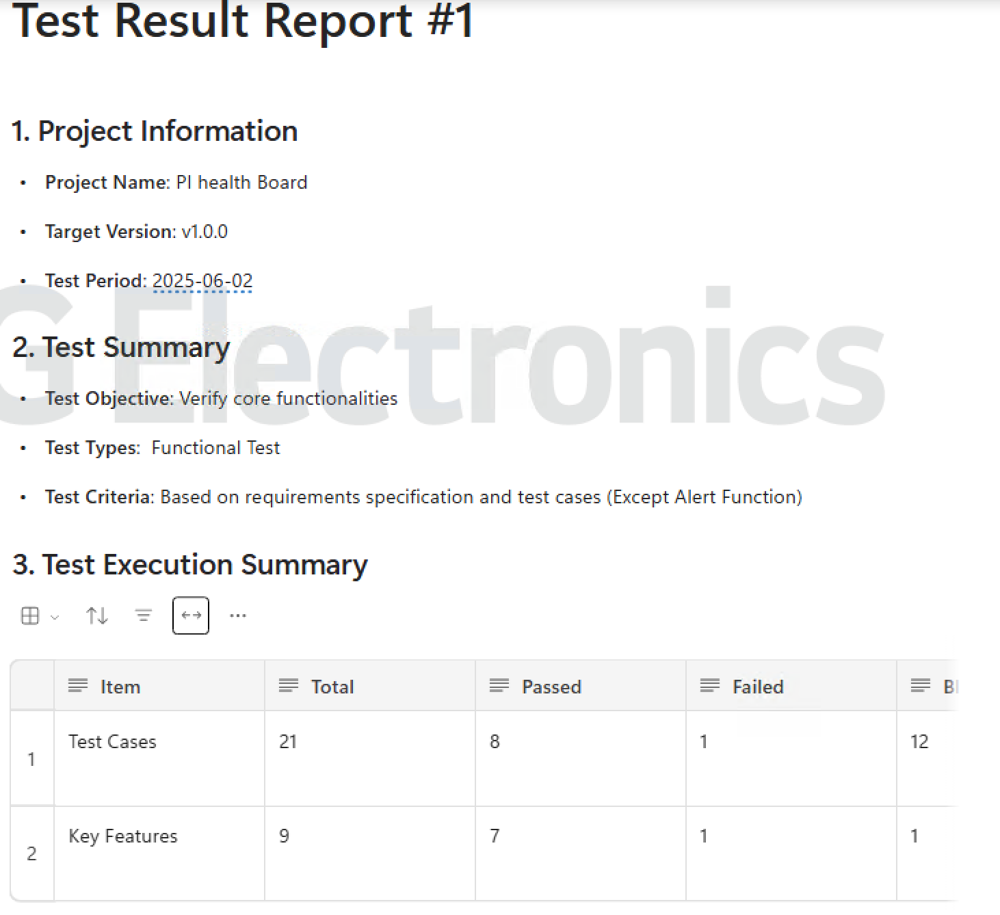 Test Result Report #1
1. Project Information
• Project Name: PI health Board
• Target Version: v1.0.0
• Test Period: 2025-06-02
G Electronics
2. Test Summary
• Test Objective: Verify core functionalities
• Test Types: Functional Test
• Test Criteria: Based on requirements specification and test cases (Except Alert Function)
3. Test Execution Summary
Item Total Passed Failed
1 Test Cases 21 8 1 12
2 Key Features 9 7 1 1